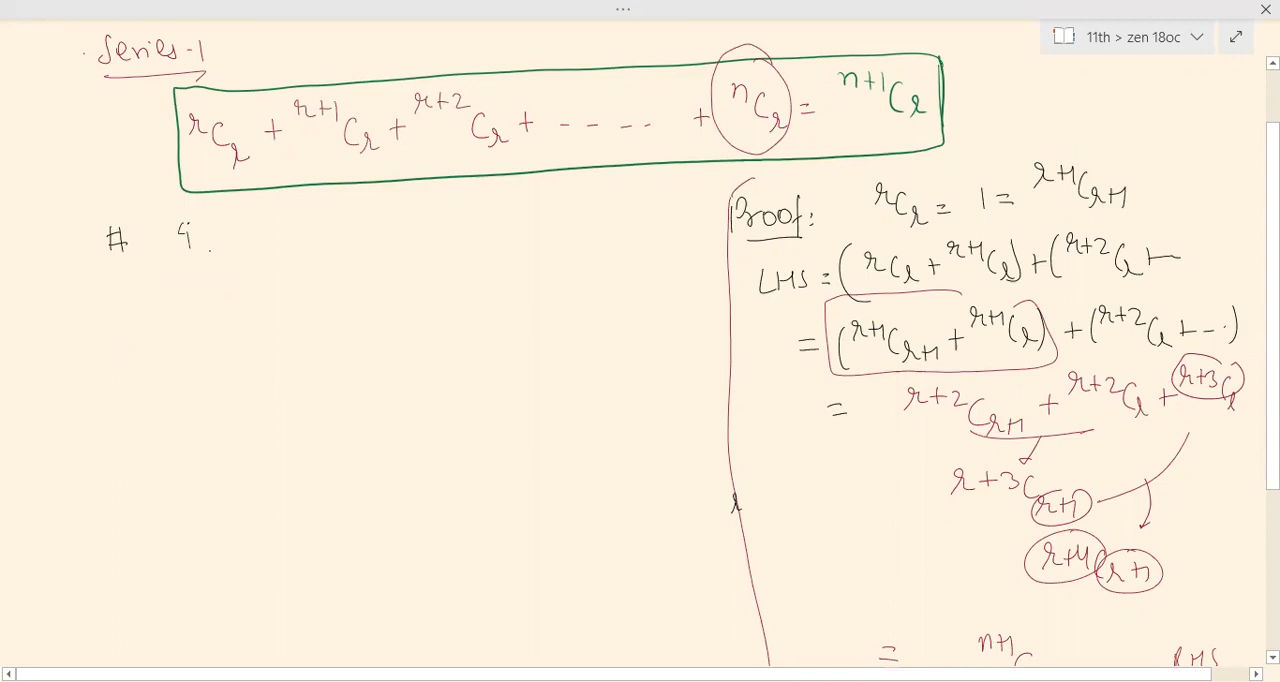 11th > zen 18oc
Series-1
ʳCᵣ + ʳ⁺¹Cᵣ + ʳ⁺²Cᵣ + ----- + ⁿCᵣ = ⁿ⁺¹Cᵣ
Proof: ʳCᵣ = 1 = ʳ⁺¹Cᵣ₊₁
#
LHS = (ʳCᵣ + ʳ⁺¹Cᵣ) + (ʳ⁺²Cᵣ +
= (ʳ⁺¹Cᵣ₊₁ + ʳ⁺¹Cᵣ) + (ʳ⁺²Cᵣ + --.)
= ʳ⁺²Cᵣ₊₁ + ʳ⁺²Cᵣ + ʳ⁺³Cᵣ
ʳ⁺³Cᵣ₊₁
ʳ⁺⁴Cᵣ₊₁
= ⁿ⁺¹C RHS